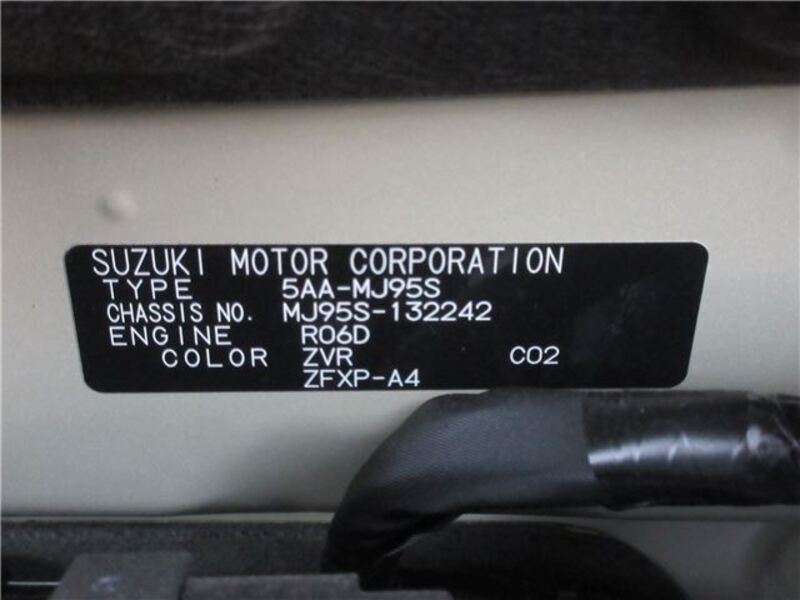 SUZUKI MOTOR CORPORATION
TYPE 5AA-MJ95S
CHASSIS NO. MJ95S-132242
ENGINE R06D
COLOR ZVR C02
ZFXP-A4